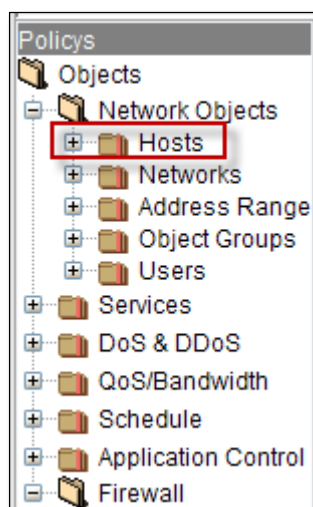 Policys
Objects
Network Objects
Hosts
Networks
Address Range
Object Groups
Users
Services
DoS & DDoS
QoS/Bandwidth
Schedule
Application Control
Firewall